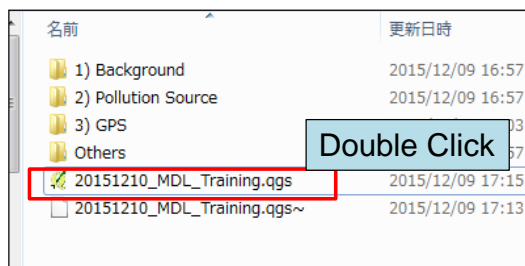 名前 更新日時
1) Background 2015/12/09 16:57
2) Pollution Source 2015/12/09 16:57
3) GPS 03
Others 57
Double Click
20151210_MDL_Training.qgs 2015/12/09 17:15
20151210_MDL_Training.qgs~ 2015/12/09 17:13